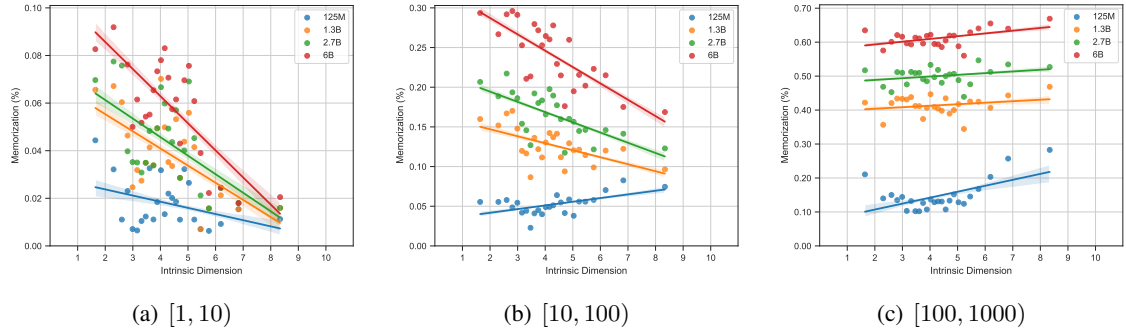 0.10
0.08
0.06
0.04
0.02
0.00
Memorization (%)
1 2 3 4 5 6 7 8 9 10
Intrinsic Dimension
125M
1.3B
2.7B
6B
(a) [1, 10)
0.30
0.25
0.20
0.15
0.10
0.05
0.00
Memorization (%)
1 2 3 4 5 6 7 8 9 10
Intrinsic Dimension
125M
1.3B
2.7B
6B
(b) [10, 100)
0.70
0.60
0.50
0.40
0.30
0.20
0.10
0.00
Memorization (%)
1 2 3 4 5 6 7 8 9 10
Intrinsic Dimension
125M
1.3B
2.7B
6B
(c) [100, 1000)